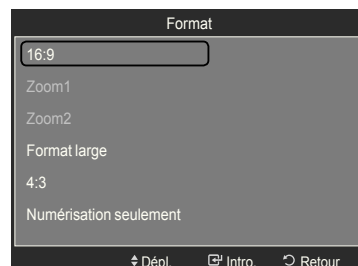 Format
16:9
Zoom1
Zoom2
Format large
4:3
Numérisation seulement
Dépl. Intro. Retour